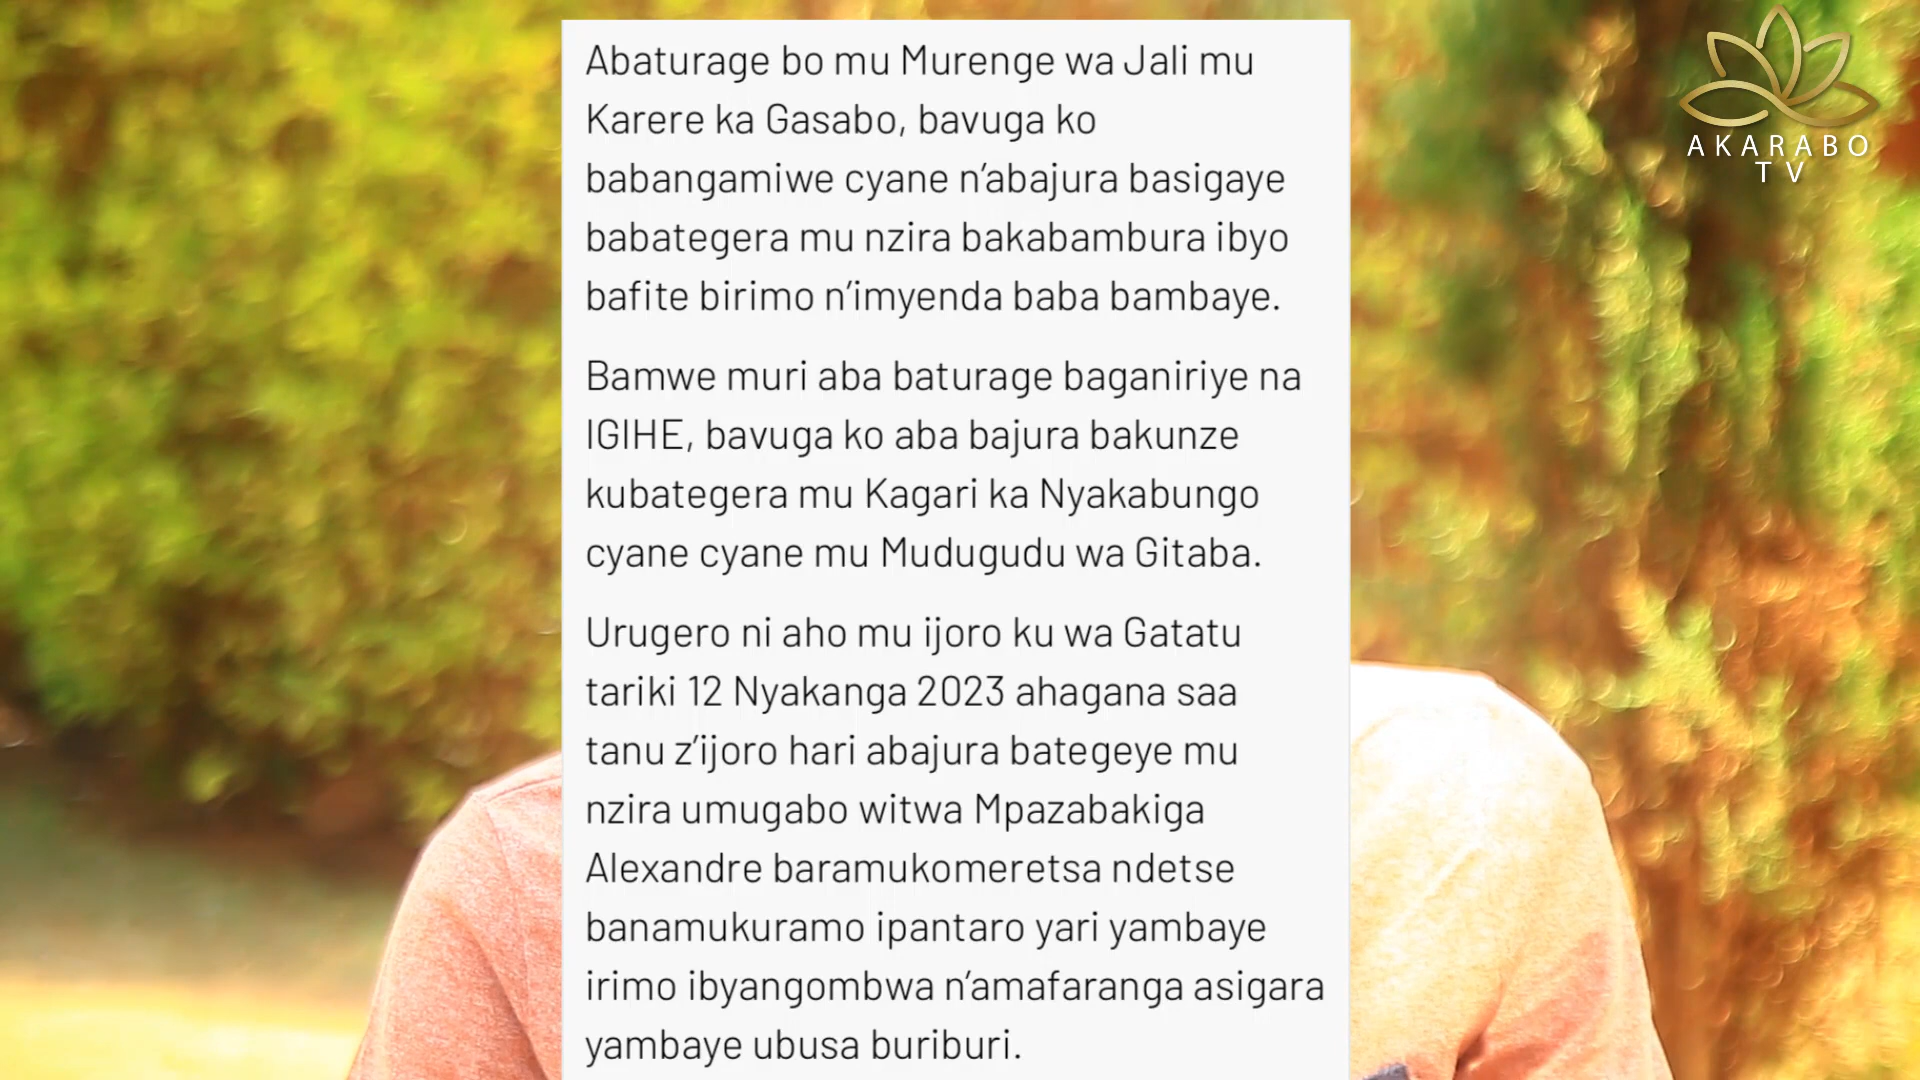 Abaturage bo mu Murenge wa Jali mu
Karere ka Gasabo, bavuga ko
babangamiwe cyane n’abajura basigaye
babategera mu nzira bakabambura ibyo
bafite birimo n’imyenda baba bambaye.
Bamwe muri aba baturage baganiriye na
IGIHE, bavuga ko aba bajura bakunze
kubategera mu Kagari ka Nyakabungo
cyane cyane mu Mudugudu wa Gitaba.
Urugero ni aho mu ijoro ku wa Gatatu
tariki 12 Nyakanga 2023 ahagana saa
tanu z’ijoro hari abajura bategeye mu
nzira umugabo witwa Mpazabakiga
Alexandre baramukomeretsa ndetse
banamukuramo ipantaro yari yambaye
irimo ibyangombwa n’amafaranga asigara
yambaye ubusa buriburi.
AKARABO
TV